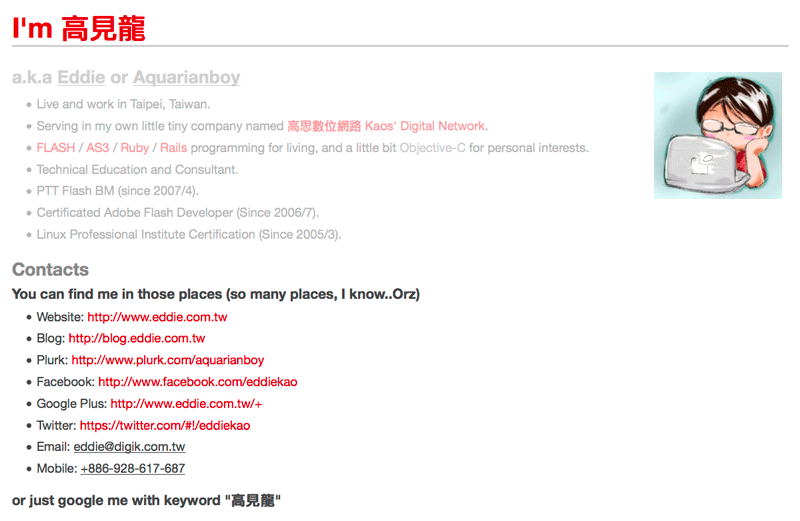 I'm 高見龍
a.k.a Eddie or Aquarianboy
• Live and work in Taipei, Taiwan.
• Serving in my own little tiny company named 高思數位網路 Kaos' Digital Network.
• FLASH / AS3 / Ruby / Rails programming for living, and a little bit Objective-C for personal interests.
• Technical Education and Consultant.
• PTT Flash BM (since 2007/4).
• Certificated Adobe Flash Developer (Since 2006/7).
• Linux Professional Institute Certification (Since 2005/3).
Contacts
You can find me in those places (so many places, I know..Orz)
• Website: http://www.eddie.com.tw
• Blog: http://blog.eddie.com.tw
• Plurk: http://www.plurk.com/aquarianboy
• Facebook: http://www.facebook.com/eddiekao
• Google Plus: http://www.eddie.com.tw/+
• Twitter: https://twitter.com/#!/eddiekao
• Email: eddie@digik.com.tw
• Mobile: +886-928-617-687
or just google me with keyword "高見龍"